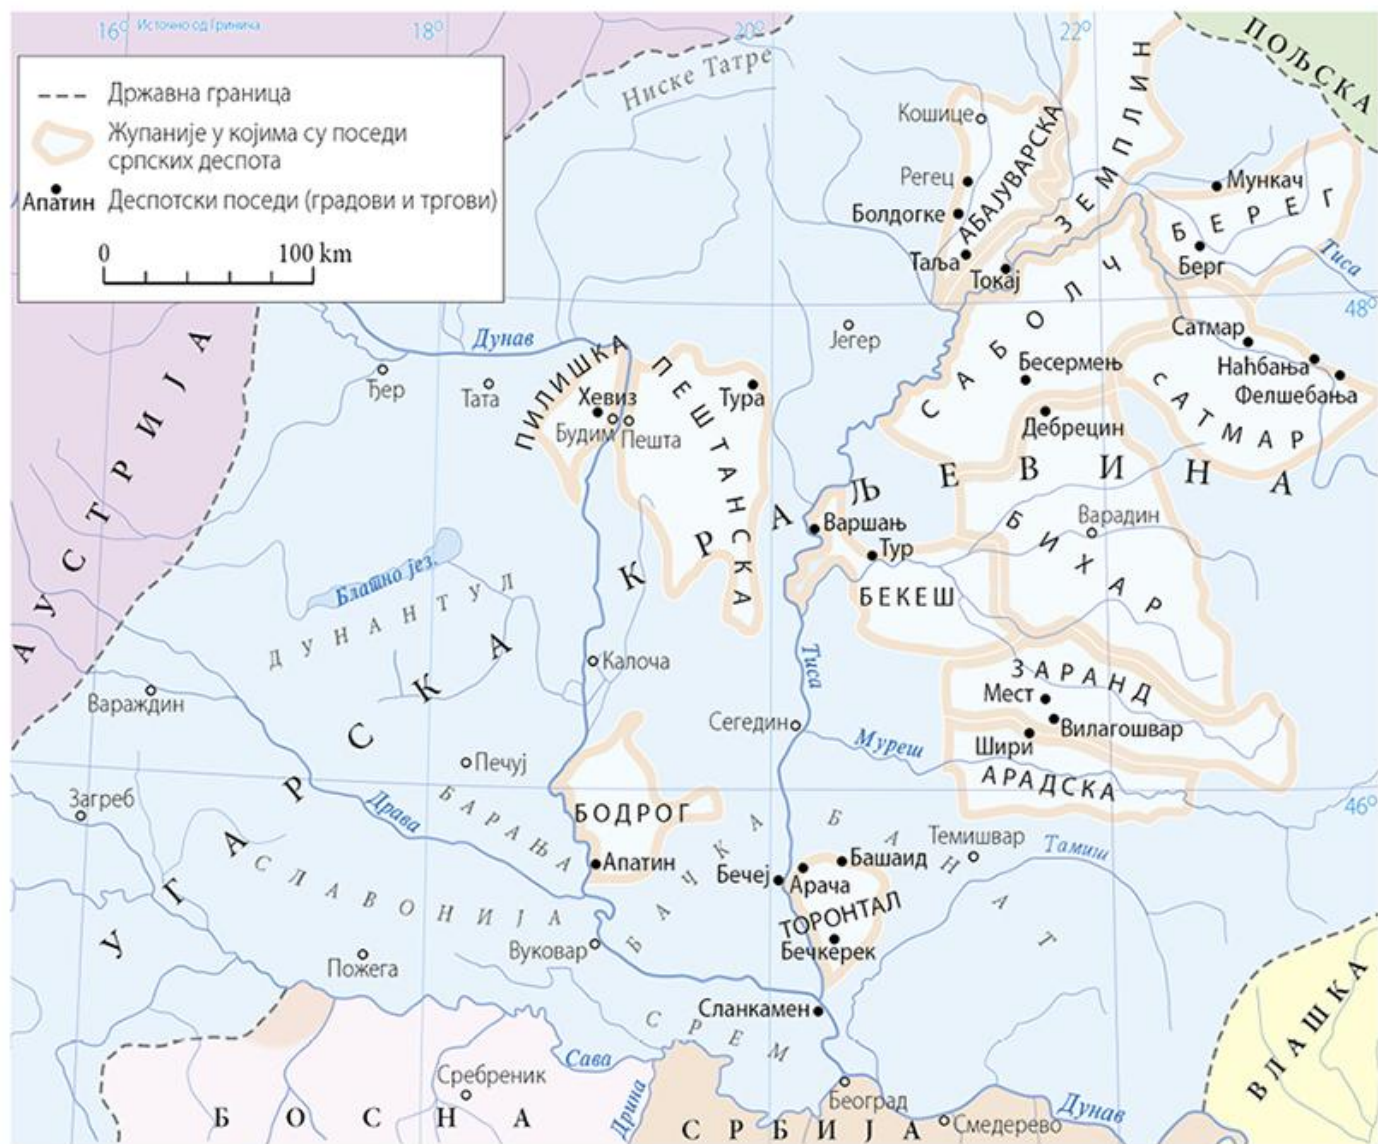 16°
Источно од Гринича
18°
20°
22°
ПОЉСКА
Државна граница
Жупаније у којима су поседи
српских деспота
Апатин
Деспотски поседи (градови и тргови)
0
100 km
Ниске Татре
Кошице
Регец
Болдогке
АБАЈУВАРСКА
ЗЕМПЛИН
Таља
Токај
Мункач
БЕРЕГ
Берг
Тиса
48°
АУСТРИЈА
Дунав
Ђер
Тата
ПИЛИШКА
Хевиз
Будим
Пешта
ПЕШТАНСКА
Тура
Јегер
САБОЛЧ
Бесермењ
Дебрецин
Сатмар
Наћбања
Фелшебања
сАТМАР
УГАРСКА
КРАЉЕВИНА
Варшањ
Тур
БЕКЕШ
Варадин
БИХАР
Блатно јез.
ДУНАНТУЛ
Калоча
Тиса
Вараждин
Сегедин
ЗАРАНД
Мест
Вилагошвар
Шири
Муреш
АРАДСКА
46°
Печуј
Загреб
Драва
БАРАЊА
БОДРОГ
Апатин
СЛАВОНИЈА
БАЧКА
БАНАТ
Темишвар
Тамиш
Бечеј
Арача
Башаид
ТОРОНТАЛ
Бечкерек
Вуковар
Пожега
Сланкамен
СРЕМ
ВЛАШКА
Сава
Сребреник
БОСНА
Дрина
Београд
СРБИЈА
Смедерево
Дунав